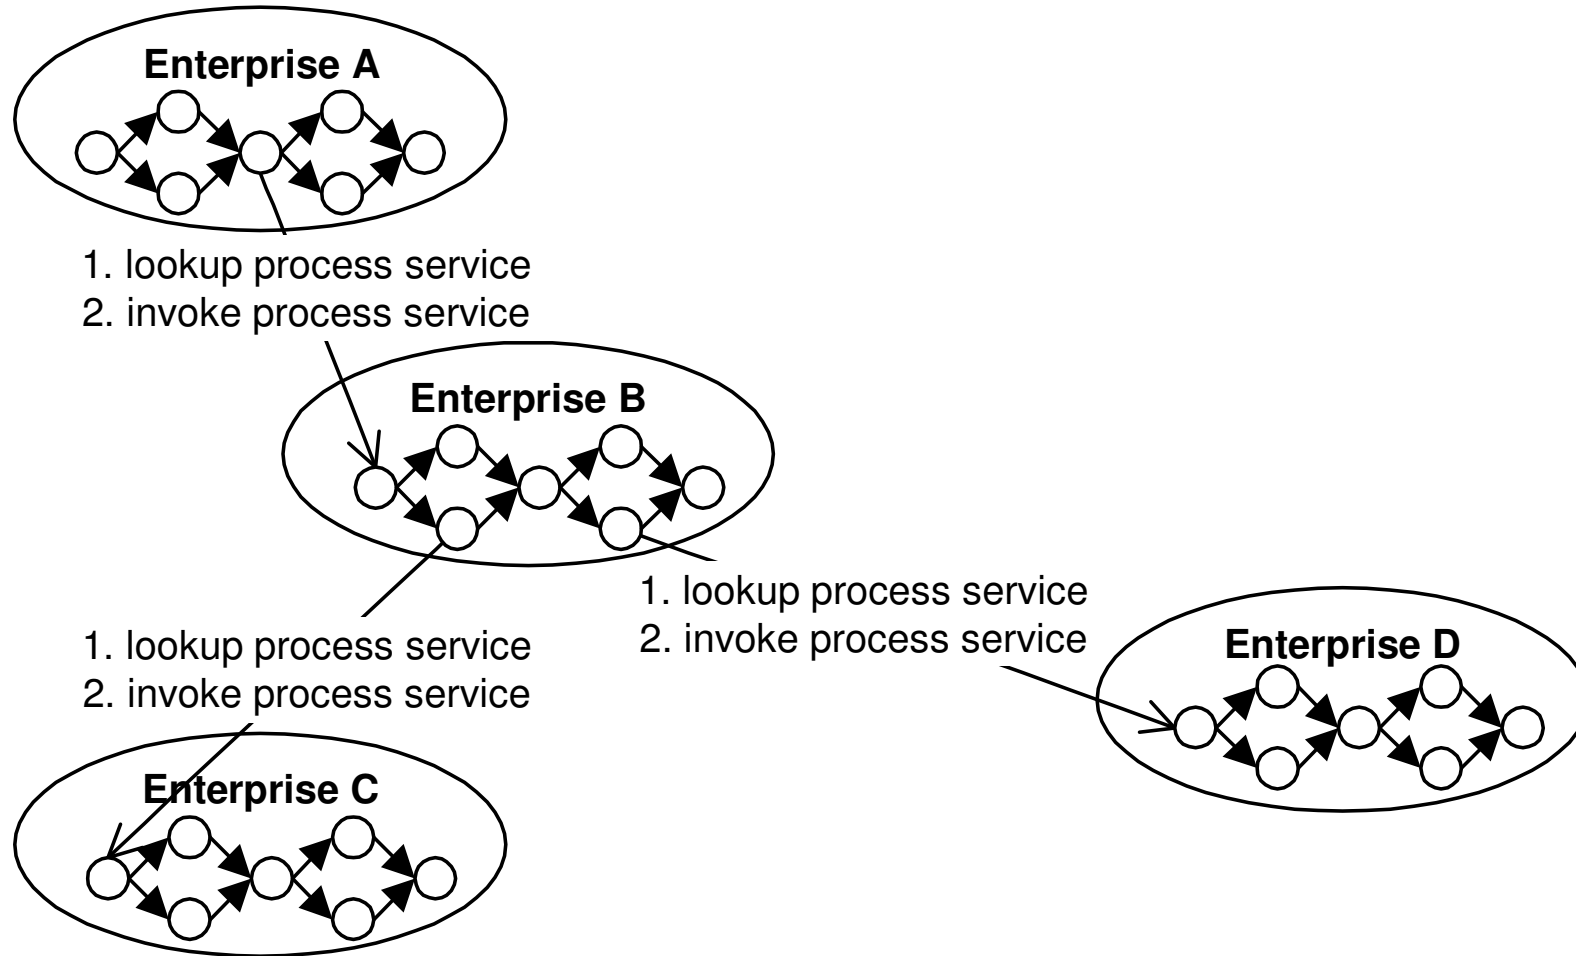 Enterprise A
1. lookup process service
2. invoke process service
Enterprise B
1. lookup process service
2. invoke process service
Enterprise D
1. lookup process service
2. invoke process service
Enterprise C